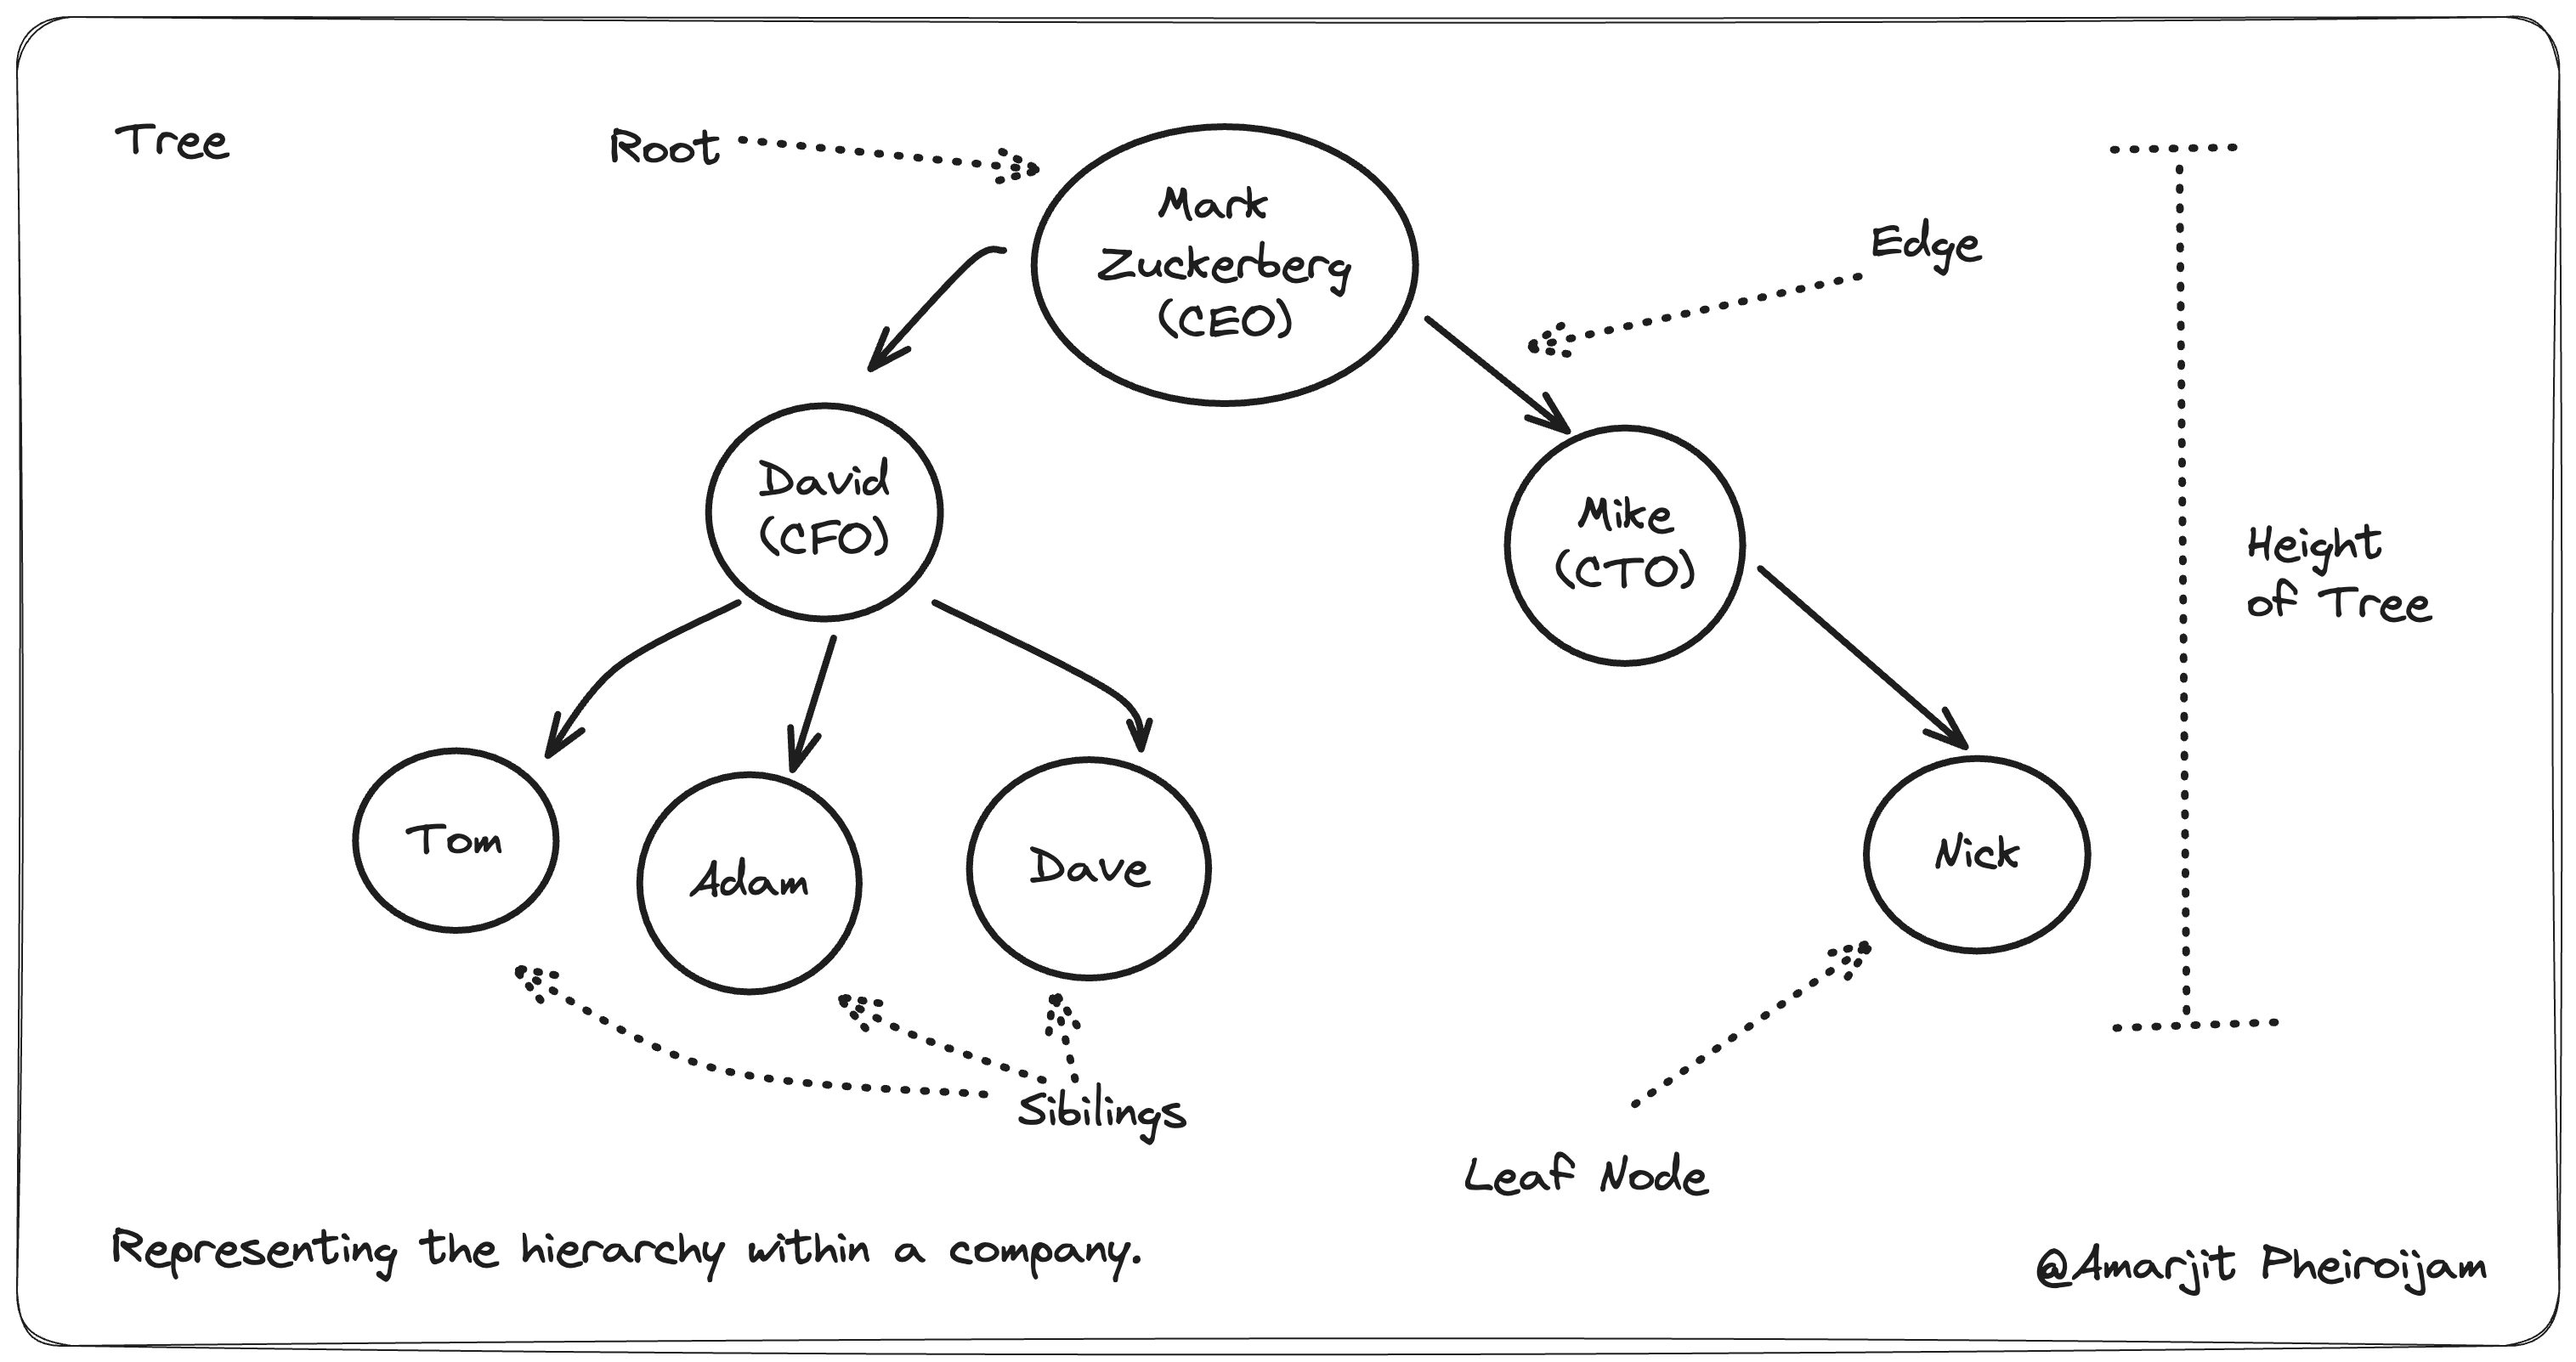 Tree
Root
Mark
Zuckerberg
(CEO)
Edge
David
(CFO)
Mike
(CTO)
Height
of Tree
Tom
Adam
Dave
Nick
Sibilings
Leaf Node
Representing the hierarchy within a company.
@Amarjit Pheiroijam